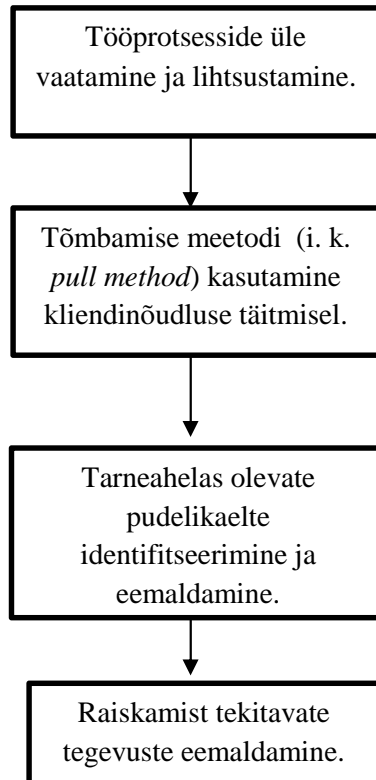 Tööprotsesside üle
vaatamine ja lihtsustamine.
Tõmbamise meetodi (i. k.
pull method) kasutamine
kliendinõudluse täitmisel.
Tarneahelas olevate
pudelikaelte
identifitseerimine ja
eemaldamine.
Raiskamist tekitavate
tegevuste eemaldamine.